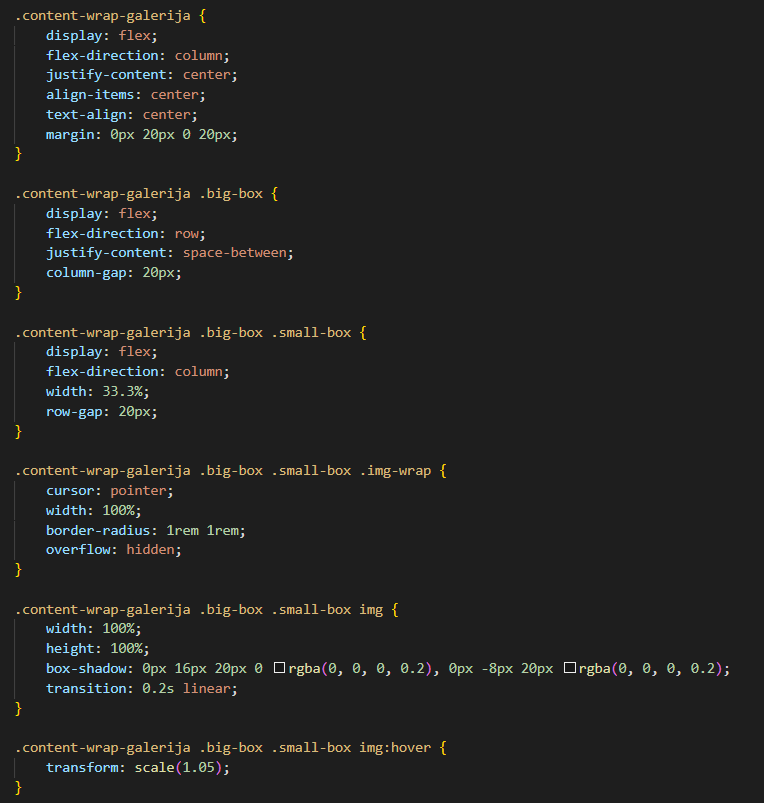 .content-wrap-galerija {
    display: flex;
    flex-direction: column;
    justify-content: center;
    align-items: center;
    text-align: center;
    margin: 0px 20px 0 20px;
}

.content-wrap-galerija .big-box {
    display: flex;
    flex-direction: row;
    justify-content: space-between;
    column-gap: 20px;
}

.content-wrap-galerija .big-box .small-box {
    display: flex;
    flex-direction: column;
    width: 33.3%;
    row-gap: 20px;
}

.content-wrap-galerija .big-box .small-box .img-wrap {
    cursor: pointer;
    width: 100%;
    border-radius: 1rem 1rem;
    overflow: hidden;
}

.content-wrap-galerija .big-box .small-box img {
    width: 100%;
    height: 100%;
    box-shadow: 0px 16px 20px 0 rgba(0, 0, 0, 0.2), 0px -8px 20px rgba(0, 0, 0, 0.2);
    transition: 0.2s linear;
}

.content-wrap-galerija .big-box .small-box img:hover {
    transform: scale(1.05);
}